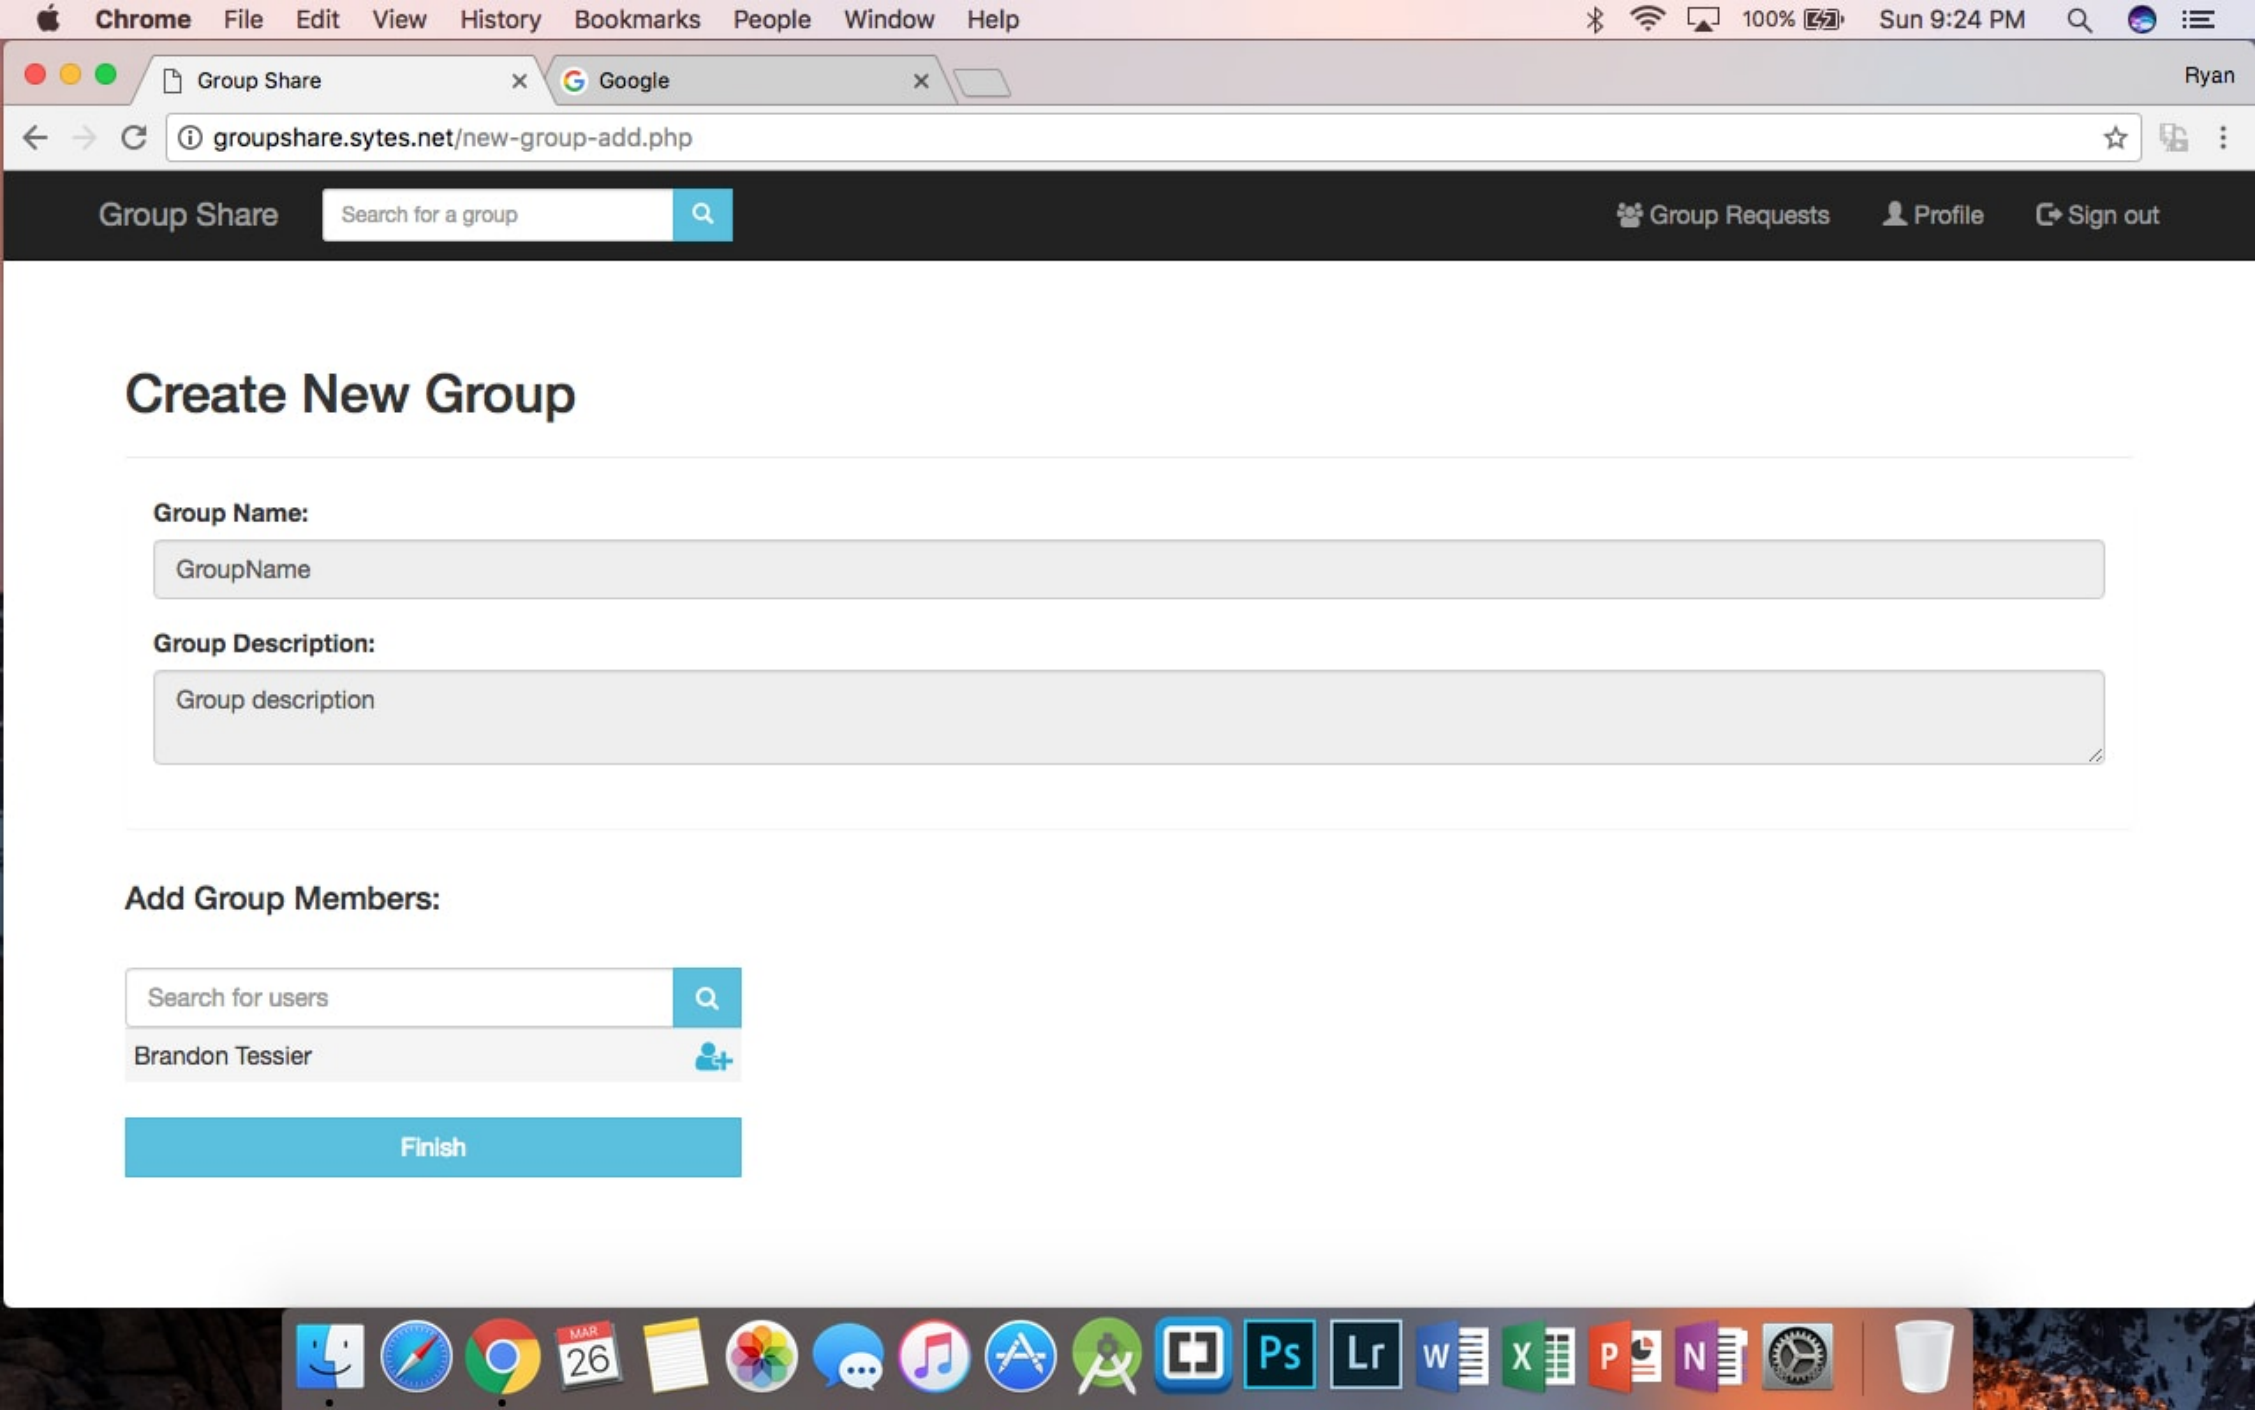 Chrome File Edit View History Bookmarks People Window Help 100% Sun 9:24 PM
Group Share Google Ryan
groupshare.sytes.net/new-group-add.php
Group Share Search for a group Group Requests Profile Sign out
Create New Group
Group Name:
GroupName
Group Description:
Group description
Add Group Members:
Search for users
Brandon Tessier
Finish
MAR
26
Ps Lr W X P N